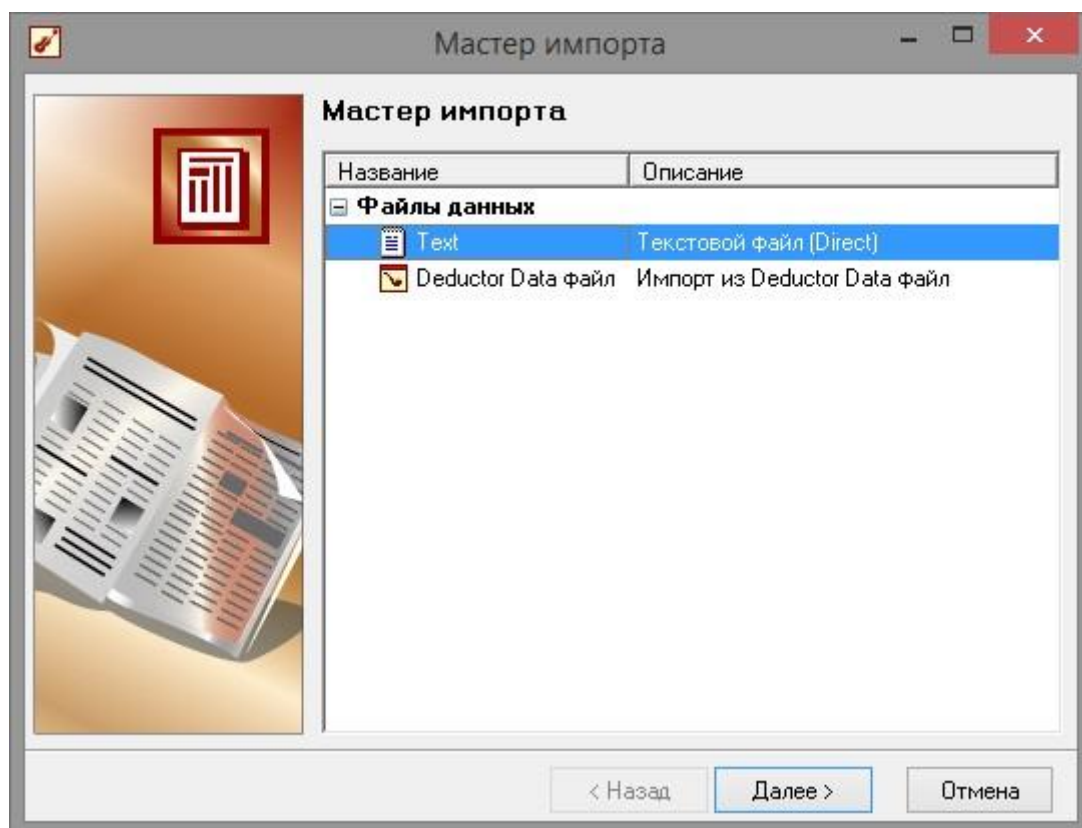 Мастер импорта
Мастер импорта
Название Описание
Файлы данных
Text Текстовой файл (Direct)
Deductor Data файл Импорт из Deductor Data файл
< Назад Далее > Отмена